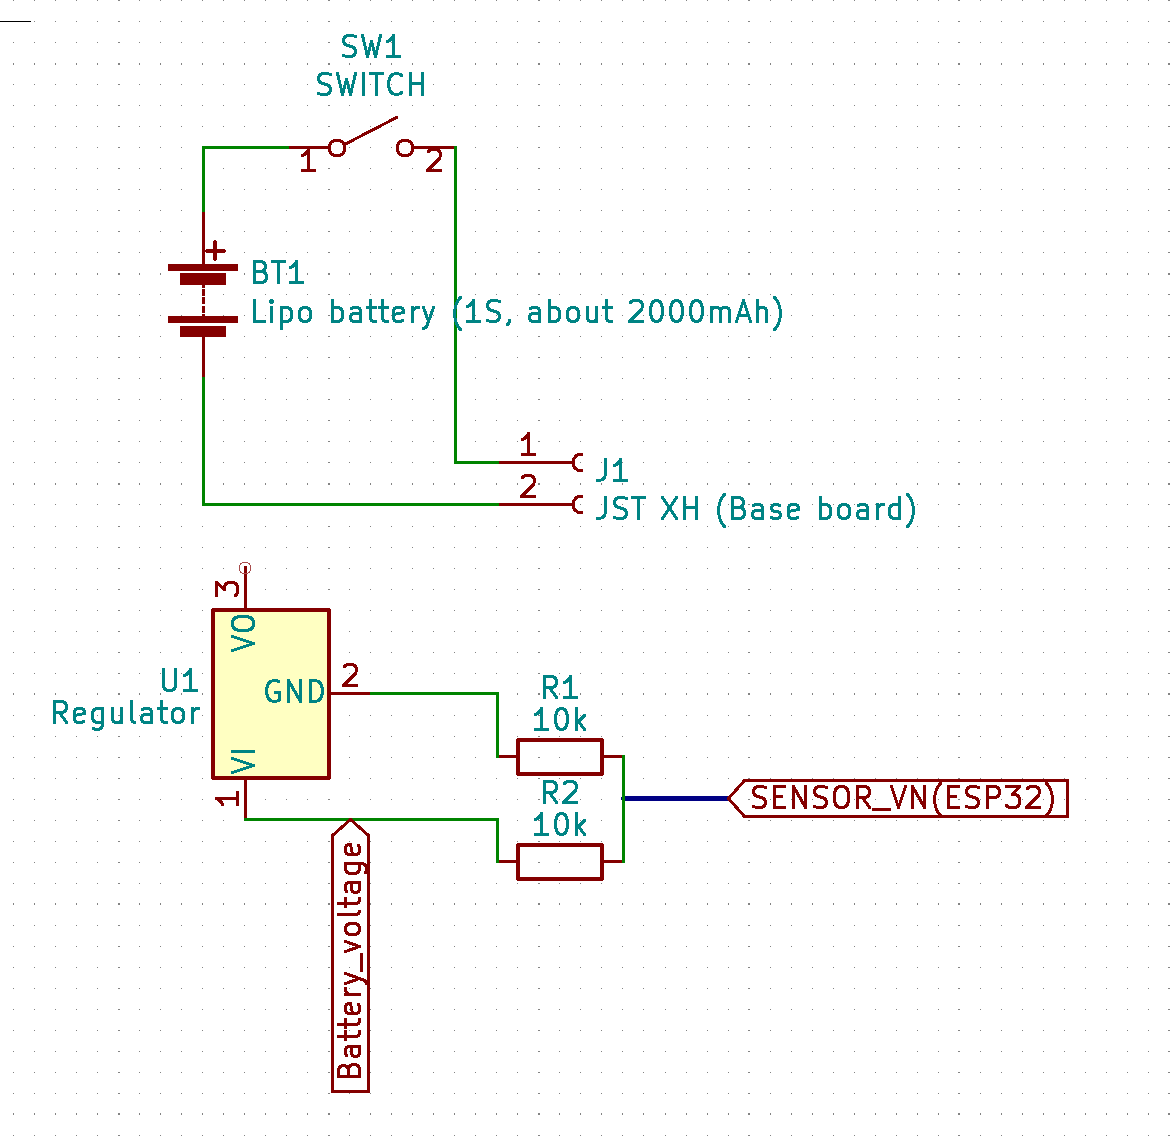 SW1
SWITCH
1
2
+
BT1
Lipo battery (1S, about 2000mAh)
1
J1
2
JST XH (Base board)
3
VO
U1
Regulator
GND
2
VI
1
R1
10k
R2
10k
SENSOR_VN(ESP32)
Battery_voltage